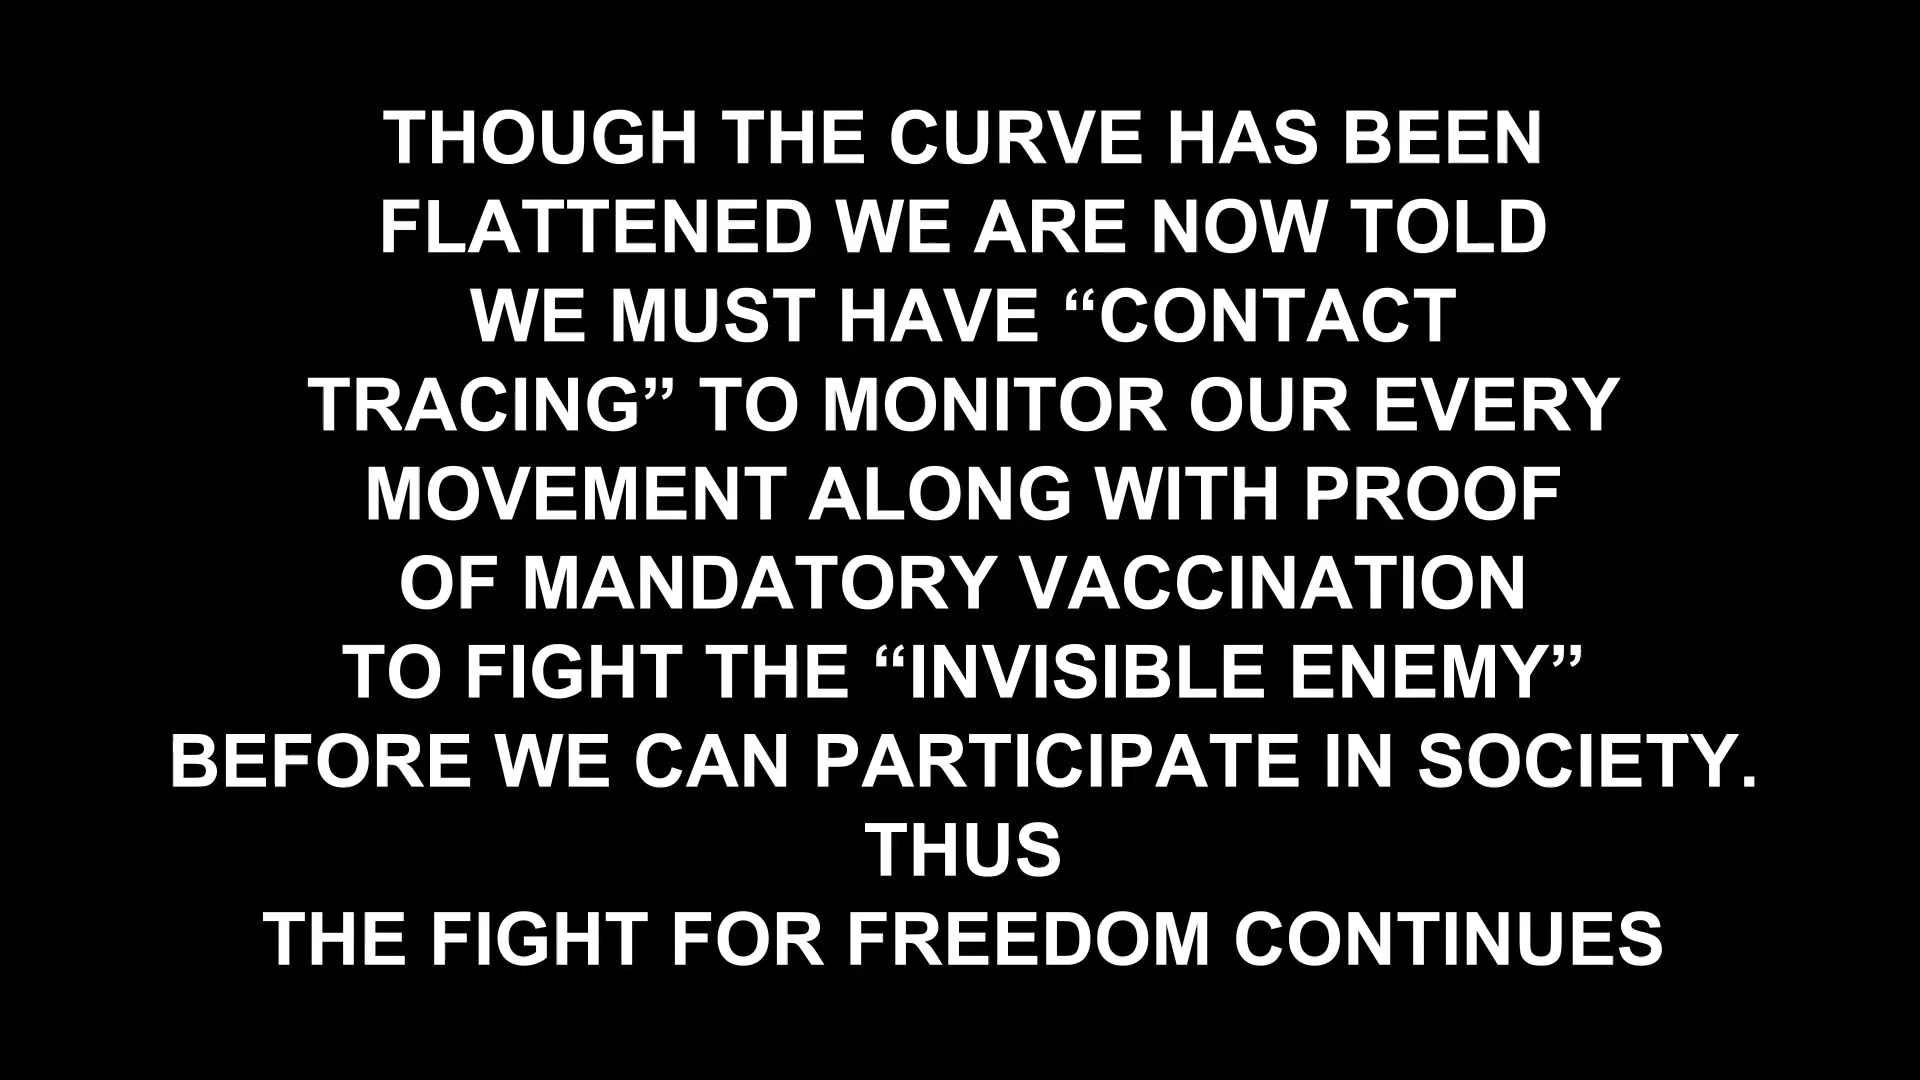 THOUGH THE CURVE HAS BEEN
FLATTENED WE ARE NOW TOLD
WE MUST HAVE “CONTACT
TRACING” TO MONITOR OUR EVERY
MOVEMENT ALONG WITH PROOF
OF MANDATORY VACCINATION
TO FIGHT THE “INVISIBLE ENEMY”
BEFORE WE CAN PARTICIPATE IN SOCIETY.
THUS
THE FIGHT FOR FREEDOM CONTINUES